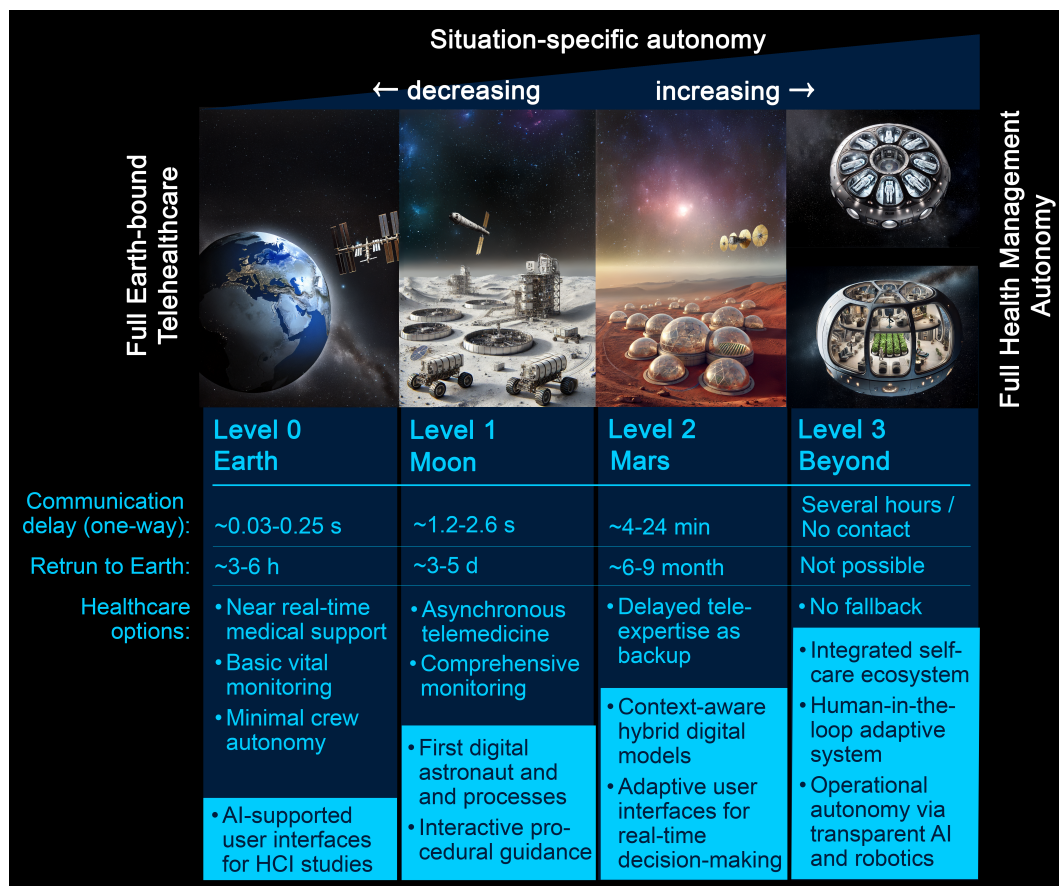 Situation-specific autonomy
← decreasing
increasing →
Full Earth-bound
Telehealthcare
Full Health Management
Autonomy
Level 0
Earth
Level 1
Moon
Level 2
Mars
Level 3
Beyond
Communication
delay (one-way):
~0.03-0.25 s
~1.2-2.6 s
~4-24 min
Several hours /
No contact
Retrun to Earth:
~3-6 h
~3-5 d
~6-9 month
Not possible
Healthcare
options:
• Near real-time
medical support
• Basic vital
monitoring
• Minimal crew
autonomy
• AI-supported
user interfaces
for HCI studies
• Asynchronous
telemedicine
• Comprehensive
monitoring
• First digital
astronaut and
and processes
• Interactive pro-
cedural guidance
• Delayed tele-
expertise as
backup
• Context-aware
hybrid digital
models
• Adaptive user
interfaces for
real-time
decision-making
• No fallback
• Integrated self-
care ecosystem
• Human-in-the-
loop adaptive
system
• Operational
autonomy via
transparent AI
and robotics